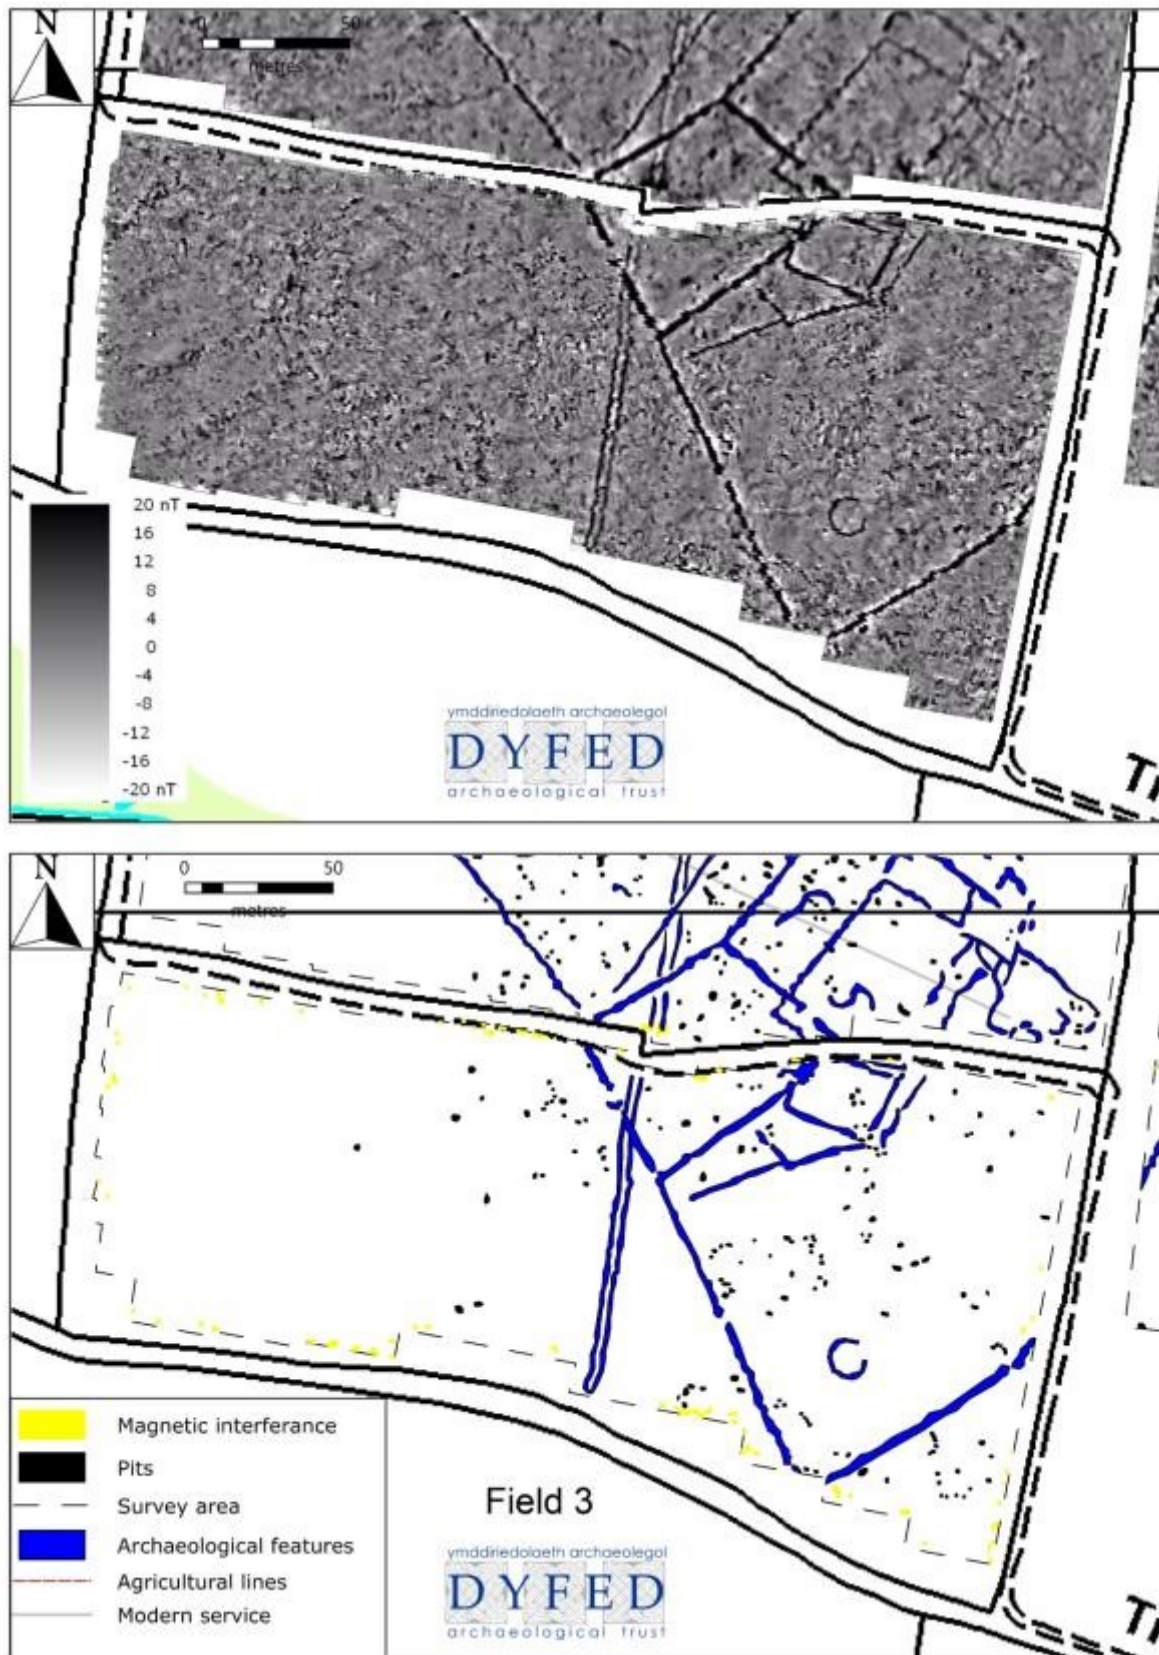 N
0 50
metres
20 nT
16
12
8
4
0
-4
-8
-12
-16
-20 nT
ymddiriedolaeth archaeolegol
DYFED
archaeological trust
N
0 50
metres
Magnetic interferance
Pits
Survey area
Archaeological features
Agricultural lines
Modern service
Field 3
ymddiriedolaeth archaeolegol
DYFED
archaeological trust